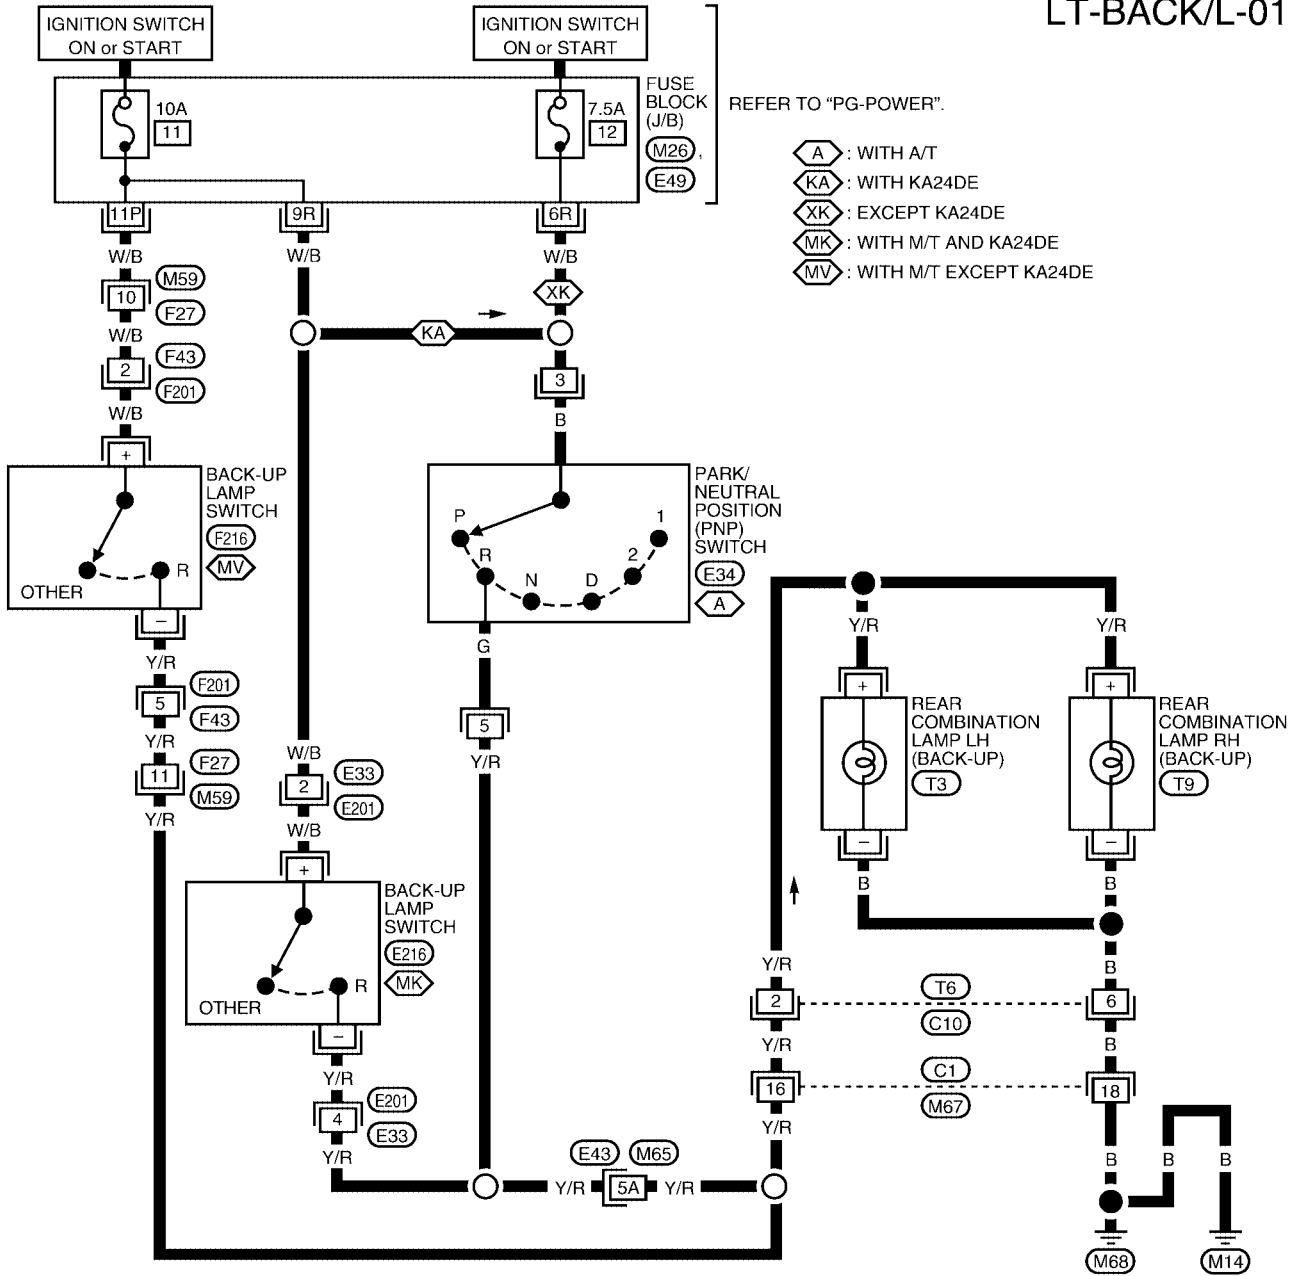 LT-BACK/L-01
IGNITION SWITCH
ON or START
IGNITION SWITCH
ON or START
10A
11
7.5A
12
FUSE
BLOCK
(J/B)
M26 ,
E49
REFER TO “PG-POWER”.
A : WITH A/T
KA : WITH KA24DE
XK : EXCEPT KA24DE
MK : WITH M/T AND KA24DE
MV : WITH M/T EXCEPT KA24DE
11P
9R
6R
W/B
W/B
W/B
10
M59
F27
XK
W/B
KA
2
F43
F201
3
W/B
B
+
BACK-UP
LAMP
SWITCH
F216
MV
OTHER
R
–
PARK/
NEUTRAL
POSITION
(PNP)
SWITCH
E34
A
P
R
N
D
2
1
G
5
Y/R
Y/R
5
F201
F43
Y/R
11
F27
M59
Y/R
W/B
2
E33
E201
W/B
+
BACK-UP
LAMP
SWITCH
E216
MK
OTHER
R
–
Y/R
4
E201
E33
Y/R
E43
M65
Y/R
5A
Y/R
Y/R
Y/R
+
+
REAR
COMBINATION
LAMP LH
(BACK-UP)
T3
REAR
COMBINATION
LAMP RH
(BACK-UP)
T9
–
–
B
B
Y/R
B
2
T6
C10
6
Y/R
B
16
C1
M67
18
Y/R
B
B
B
M68
M14